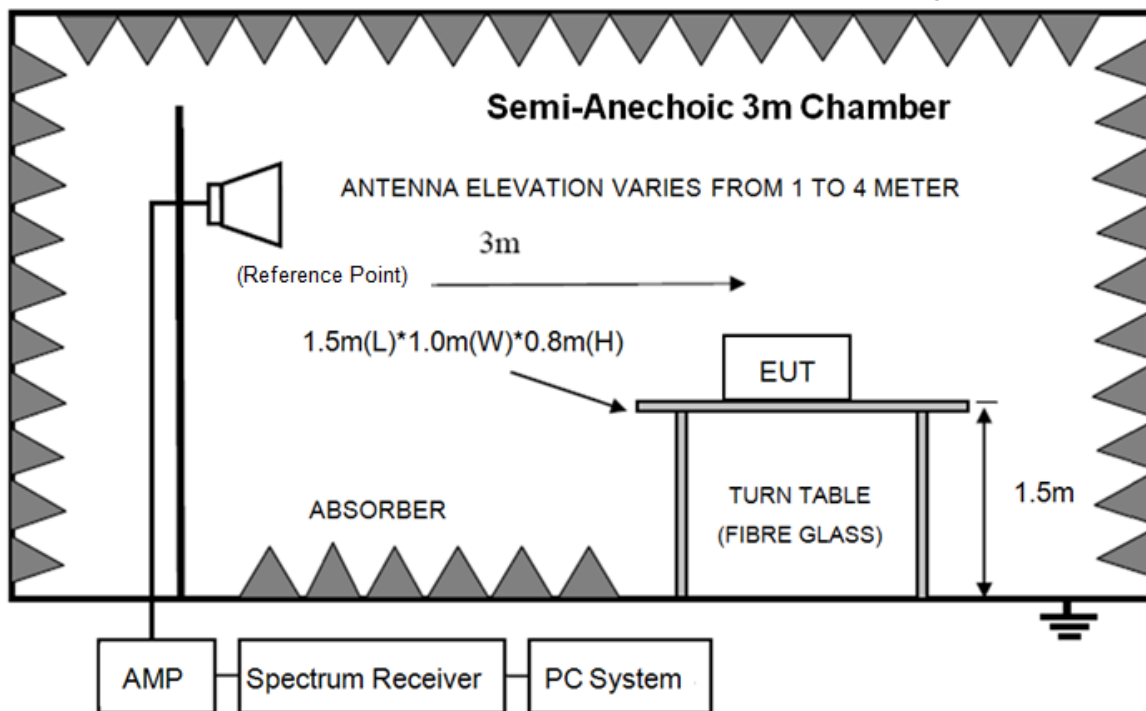 Semi-Anechoic 3m Chamber
ANTENNA ELEVATION VARIES FROM 1 TO 4 METER
3m
(Reference Point)
1.5m(L)*1.0m(W)*0.8m(H)
EUT
ABSORBER
TURN TABLE
(FIBRE GLASS)
1.5m
AMP
Spectrum Receiver
PC System